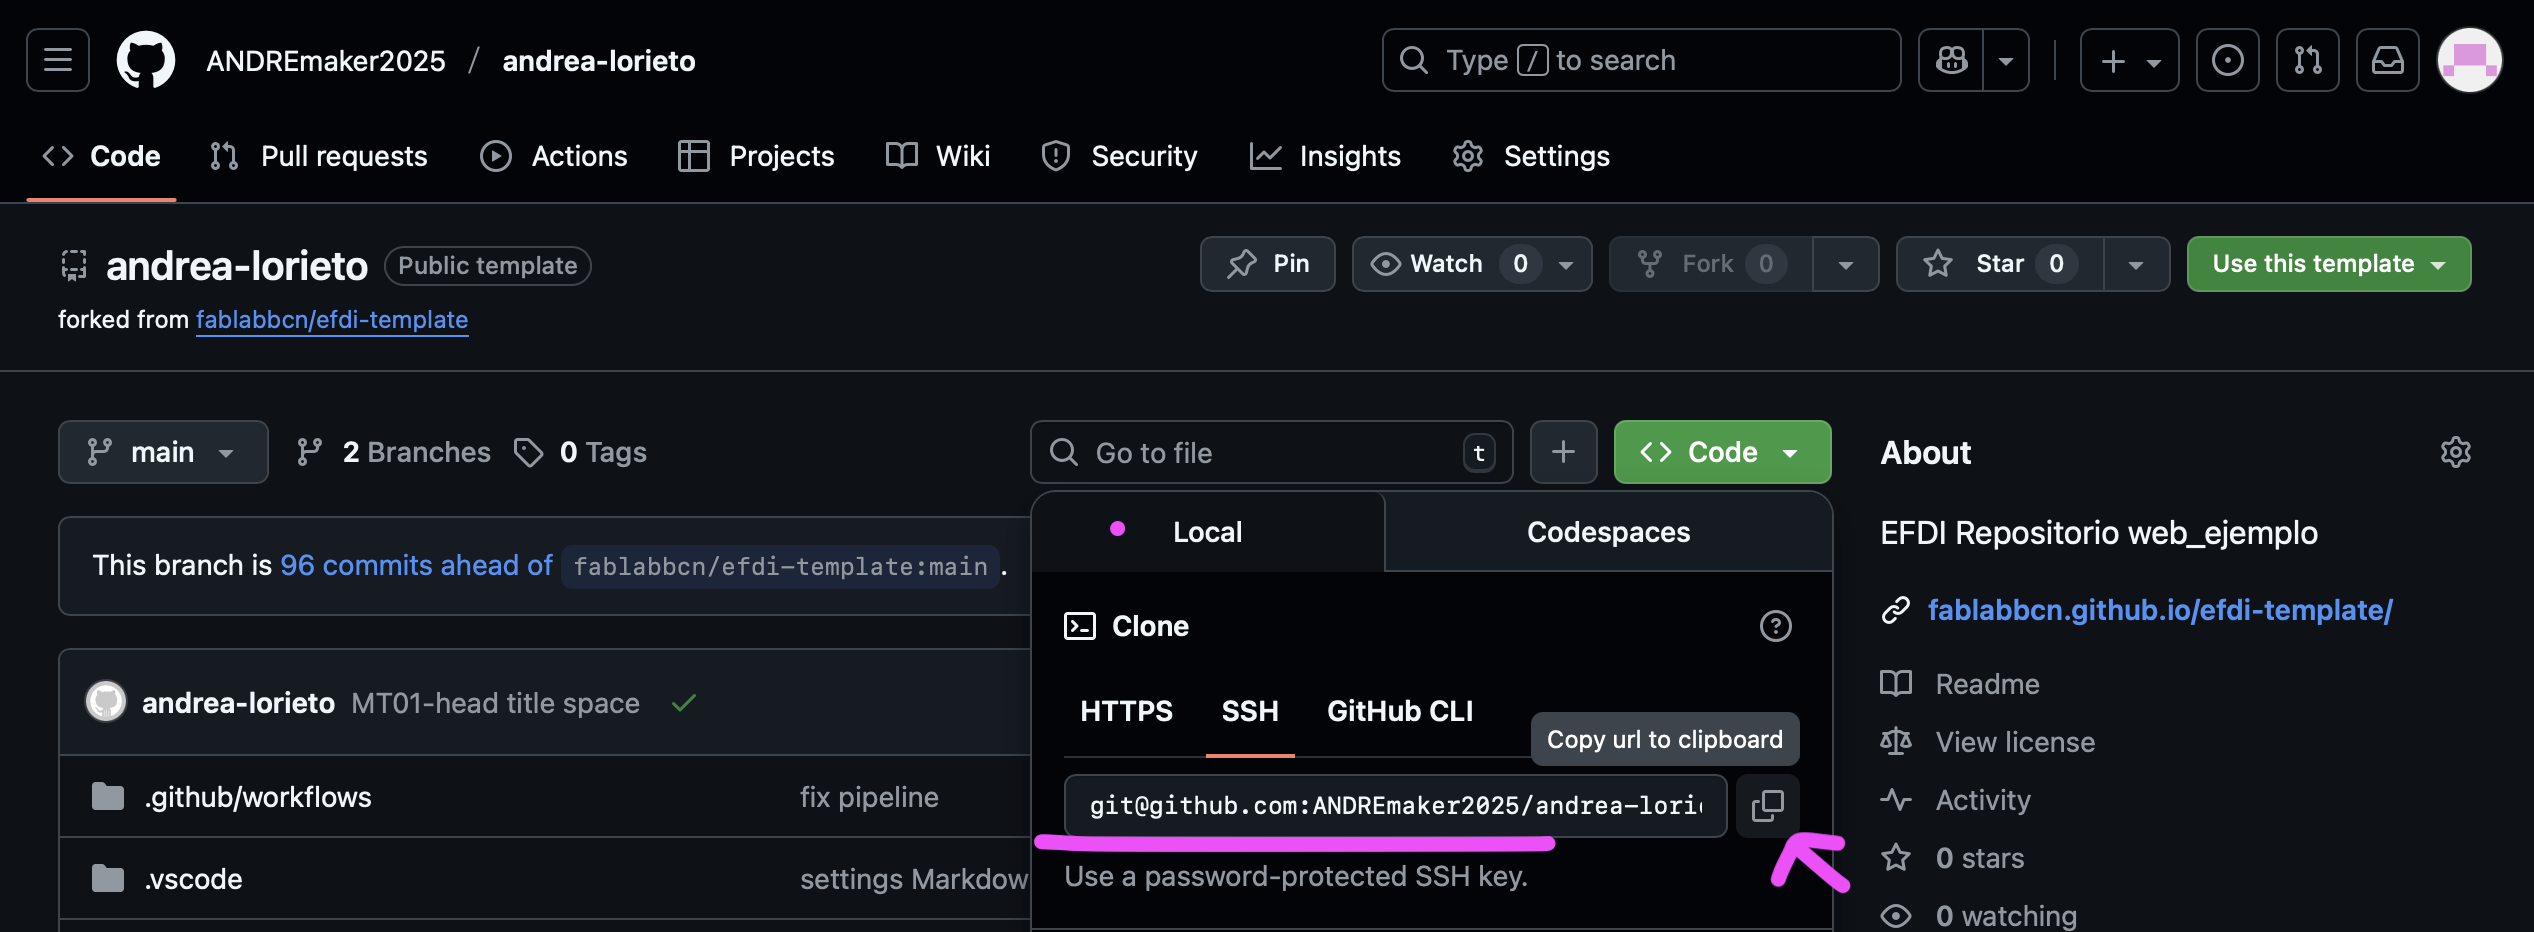 ANDREmaker2025 / andrea-lorieto
Type / to search
Code Pull requests Actions Projects Wiki Security Insights Settings
andrea-lorieto Public template
Pin Watch 0 Fork 0 Star 0 Use this template
forked from fablabbcn/efdi-template
main 2 Branches 0 Tags
Go to file t
Code
This branch is 96 commits ahead of fablabbcn/efdi-template:main.
andrea-lorieto MT01-head title space
.github/workflows fix pipeline
.vscode settings Markdow
Local Codespaces
Clone
HTTPS SSH GitHub CLI
Copy url to clipboard
git@github.com:ANDREmaker2025/andrea-lori
Use a password-protected SSH key.
About
EFDI Repositorio web_ejemplo
fablabbcn.github.io/efdi-template/
Readme
View license
Activity
0 stars
0 watching